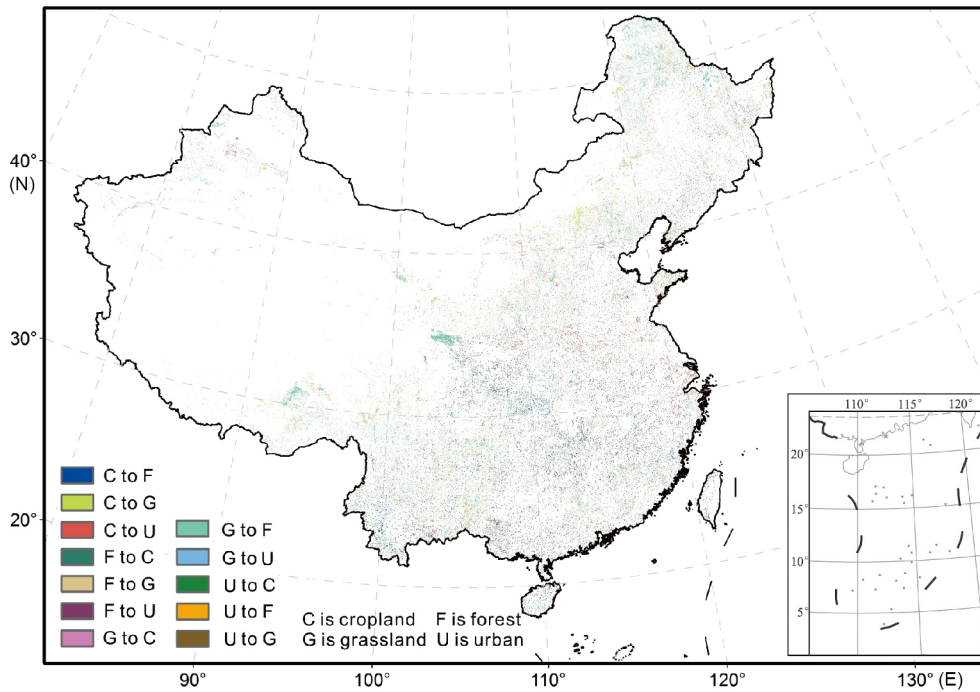 40°
(N)
30°
20°
90°
100°
110°
120°
130° (E)
C to F
C to G
C to U
F to C
F to G
F to U
G to C
G to F
G to U
U to C
U to F
U to G
C is cropland F is forest
G is grassland U is urban
110° 115° 120°
20°
15°
10°
5°